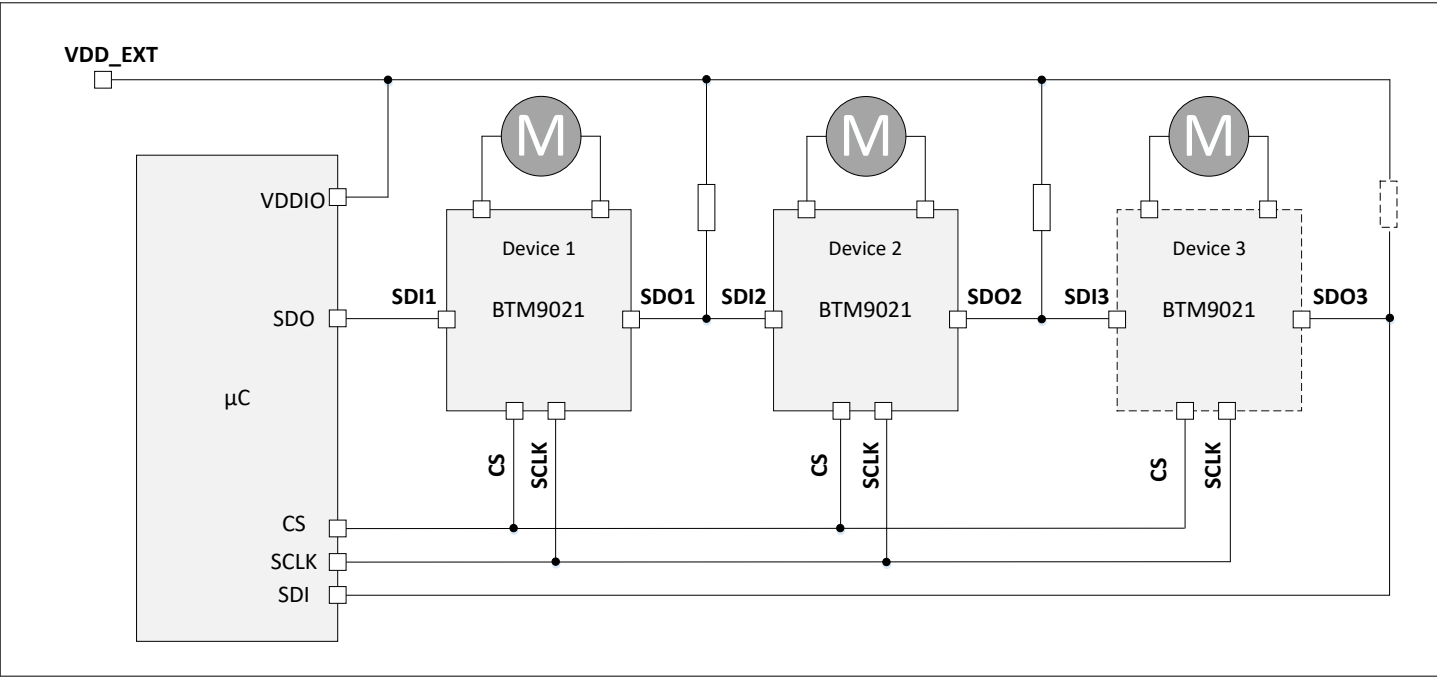 VDD_EXT
M M M
VDDIO
Device 1 Device 2 Device 3
SDI1 SDO1 SDI2 SDO2 SDI3 SDO3
SDO BTM9021 BTM9021 BTM9021
µC
CS SCLK CS SCLK CS SCLK
CS
SCLK
SDI